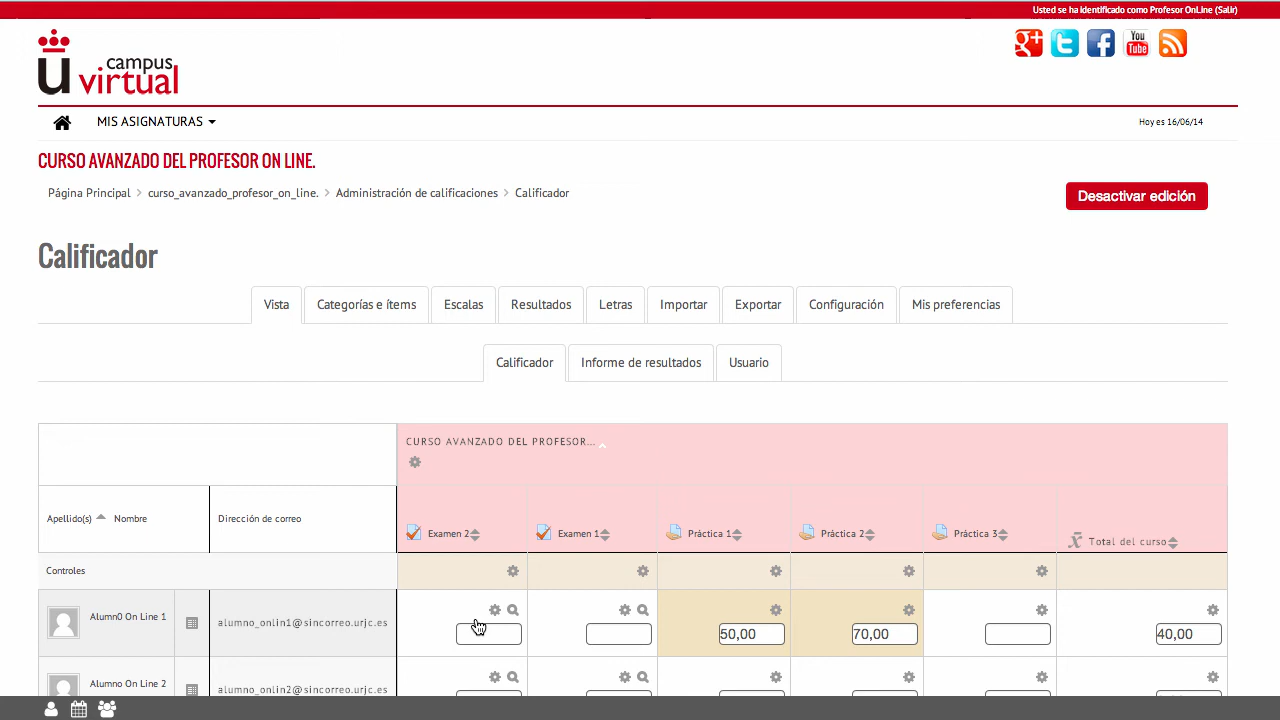 Usted se ha identificado como Profesor OnLine (Salir)
campus
virtual
You
Tube
MIS ASIGNATURAS
Hoy es 16/06/14
CURSO AVANZADO DEL PROFESOR ON LINE.
Página Principal > curso_avanzado_profesor_on_line. > Administración de calificaciones > Calificador
Desactivar edición
Calificador
Vista Categorías e ítems Escalas Resultados Letras Importar Exportar Configuración Mis preferencias
Calificador Informe de resultados Usuario
CURSO AVANZADO DEL PROFESOR...
Apellido(s) Nombre Dirección de correo Examen 2 Examen 1 Práctica 1 Práctica 2 Práctica 3 Total del curso
Controles
Alumn0 On Line 1 alumno_onlin1@sincorreo.urjc.es 50,00 70,00 40,00
Alumno On Line 2 alumno_onlin2@sincorreo.urjc.es